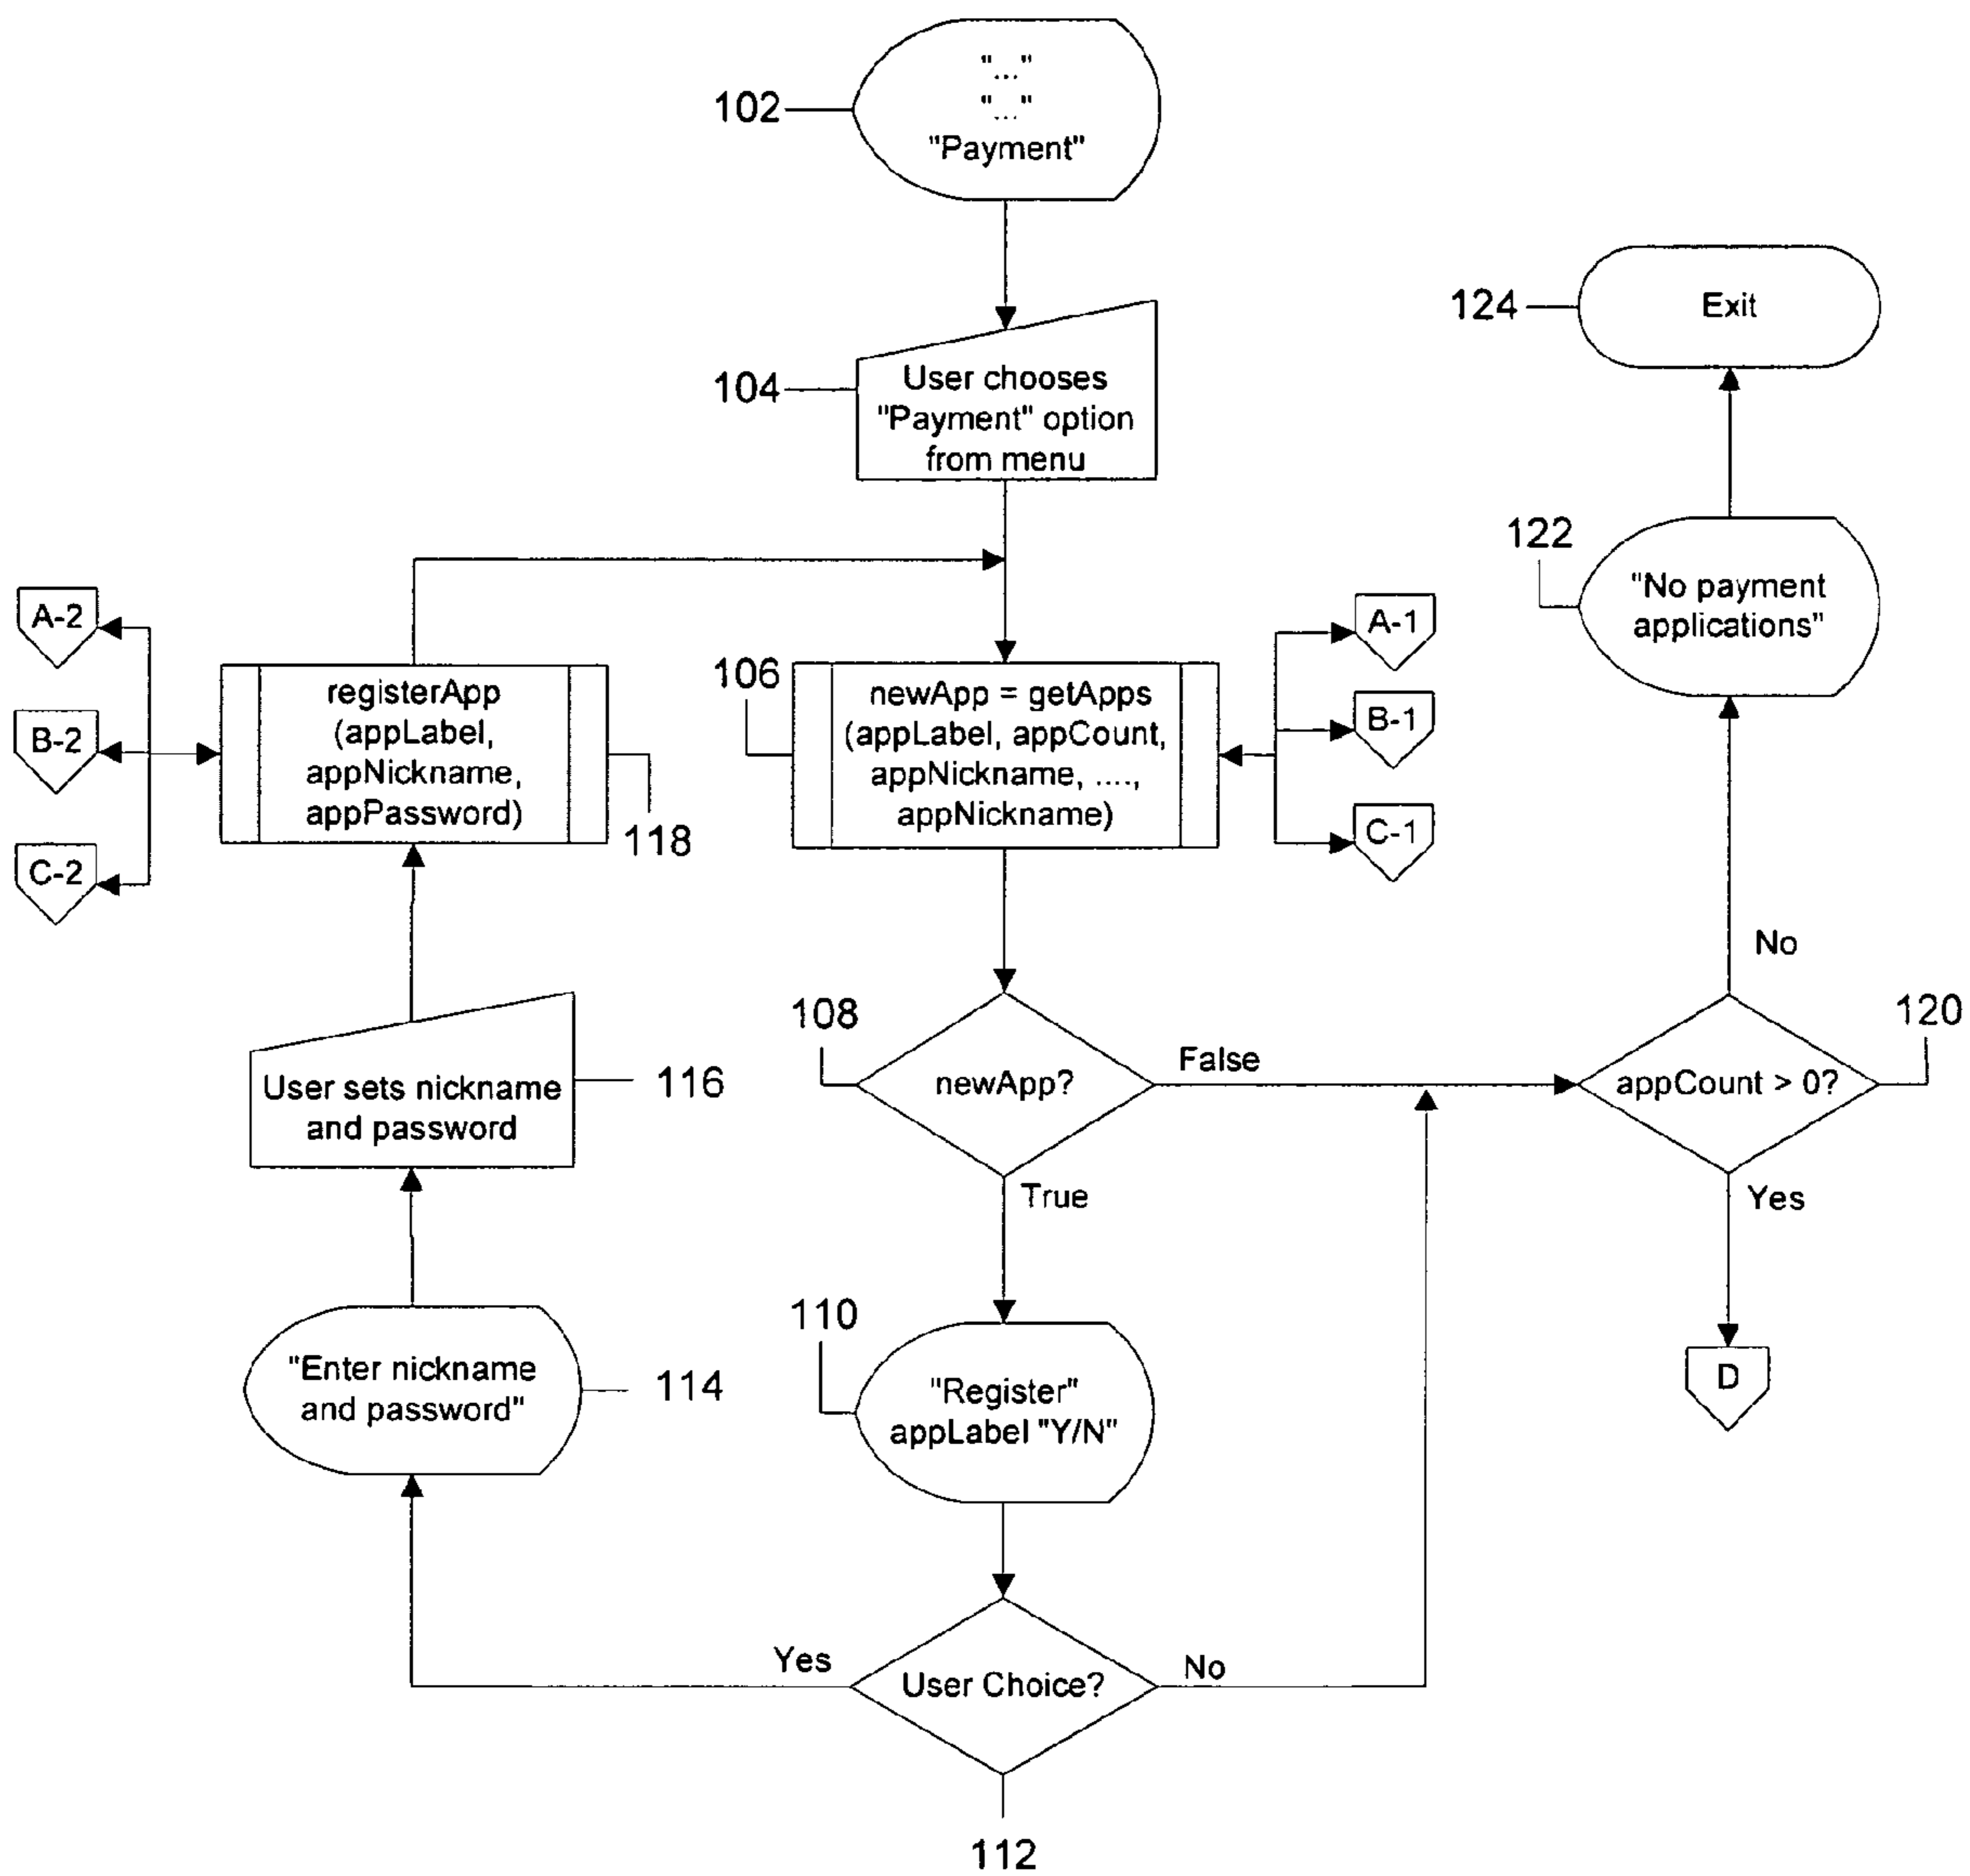 "..."
"..."
"Payment"
102
104
User chooses
"Payment" option
from menu
124
Exit
122
"No payment
applications"
A-2
B-2
C-2
registerApp
(appLabel,
appNickname,
appPassword)
118
106
newApp = getApps
(appLabel, appCount,
appNickname, ....,
appNickname)
A-1
B-1
C-1
108
newApp?
False
True
No
120
appCount > 0?
Yes
D
User sets nickname
and password
116
110
"Register"
appLabel "Y/N"
"Enter nickname
and password"
114
Yes
User Choice?
No
112